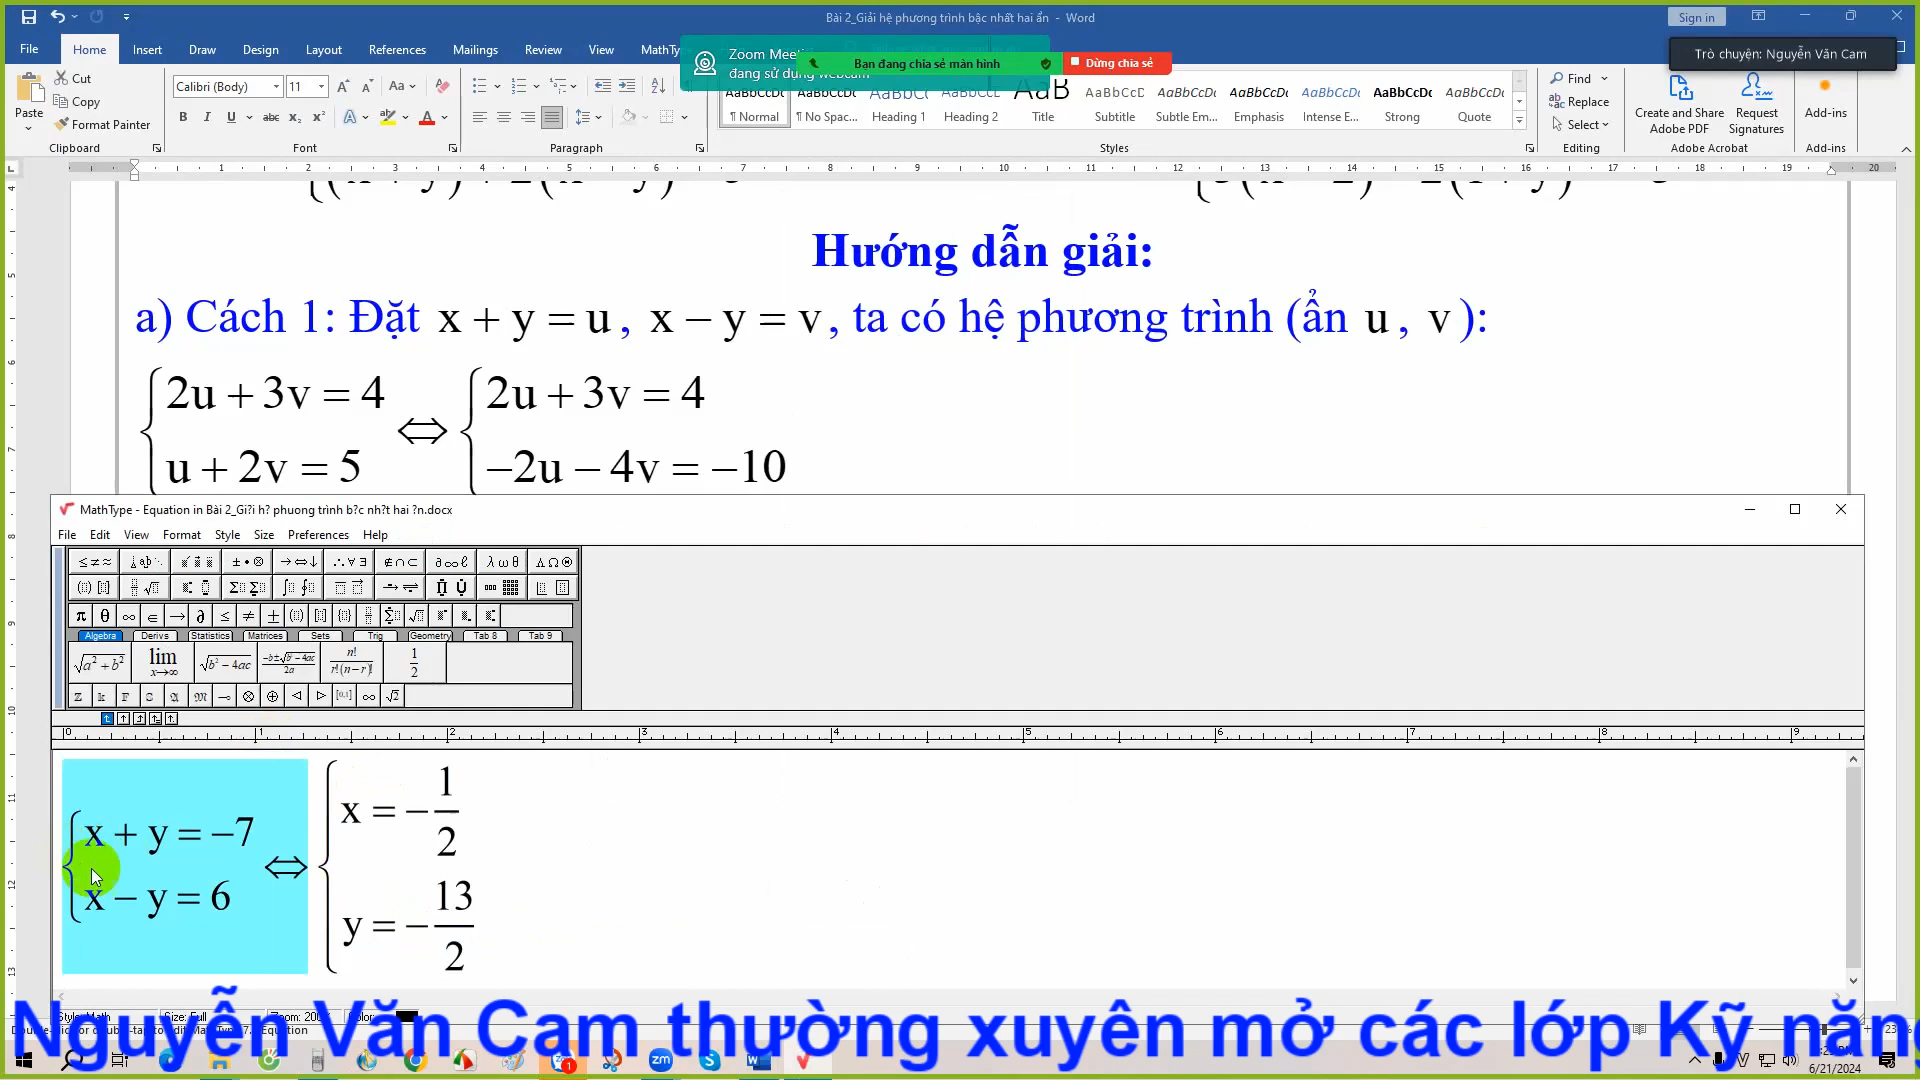 Bài 2_Giải hệ phương trình bậc nhất hai ẩn - Word
Sign in
File Home Insert Draw Design Layout References Mailings Review View
Zoom
đang sử dụng
Bạn đang chia sẻ màn hình
Dừng chia sẻ
Trò chuyện: Nguyễn Văn Cam
Paste
Cut
Copy
Format Painter
Clipboard
Calibri (Body) 11
Font
Paragraph
¶ Normal ¶ No Spac... Heading 1 Heading 2 Title Subtitle Subtle Em... Emphasis Intense E... Strong Quote
Styles
Find
Replace
Select
Editing
Create and Share Adobe PDF
Request Signatures
Adobe Acrobat
Add-ins
Add-ins
Hướng dẫn giải:
a) Cách 1: Đặt x + y = u, x − y = v, ta có hệ phương trình (ẩn u, v):
{2u + 3v = 4 ⇔ {2u + 3v = 4
{u + 2v = 5 {−2u − 4v = −10
MathType - Equation in Bài 2_Gi?i h? phuong trình b?c nh?t hai ?n.docx
File Edit View Format Style Size Preferences Help
Algebra Derivs Statistics Matrices Sets Trig Geometry Tab 8 Tab 9
{x + y = −7 ⇔ {x = −1/2
{x − y = 6 {y = −13/2
Nguyễn Văn Cam thường xuyên mở các lớp Kỹ năng
6/21/2024